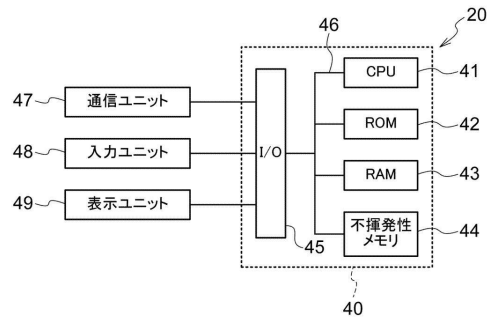 20
46
CPU
41
47
通信ユニット
ROM
42
48
入力ユニット
I/O
RAM
43
49
表示ユニット
不揮発性
メモリ
44
45
40